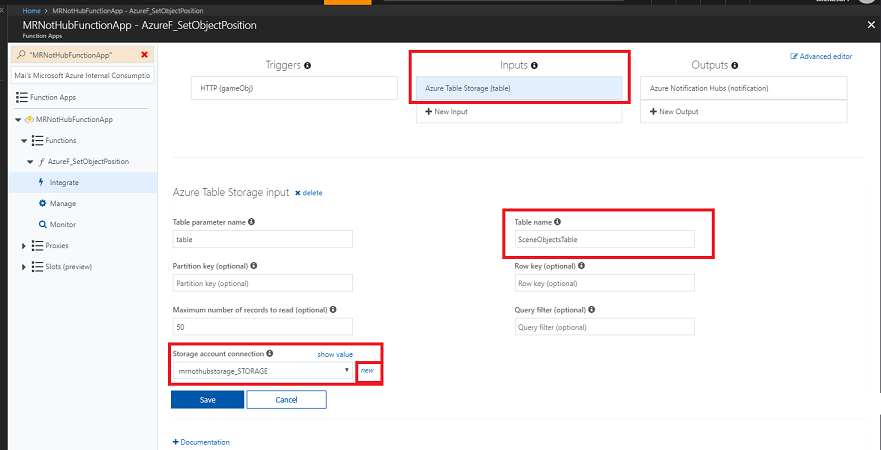 Home > MRNotHubFunctionApp - AzureF_SetObjectPosition
MRNotHubFunctionApp - AzureF_SetObjectPosition
Function Apps
"MRNotHubFunctionApp"
Mai's Microsoft Azure Internal Consumptio
Function Apps
MRNotHubFunctionApp
Functions
AzureF_SetObjectPosition
Integrate
Manage
Monitor
Proxies
Slots (preview)
Triggers
HTTP (gameObj)
Inputs
Azure Table Storage (table)
+ New Input
Advanced editor
Outputs
Azure Notification Hubs (notification)
+ New Output
Azure Table Storage input × delete
Table parameter name
table
Table name
SceneObjectsTable
Partition key (optional)
Partition key (optional)
Row key (optional)
Row key (optional)
Maximum number of records to read (optional)
50
Query filter (optional)
Query filter (optional)
Storage account connection show value
mrnothubstorage_STORAGE new
Save Cancel
+ Documentation